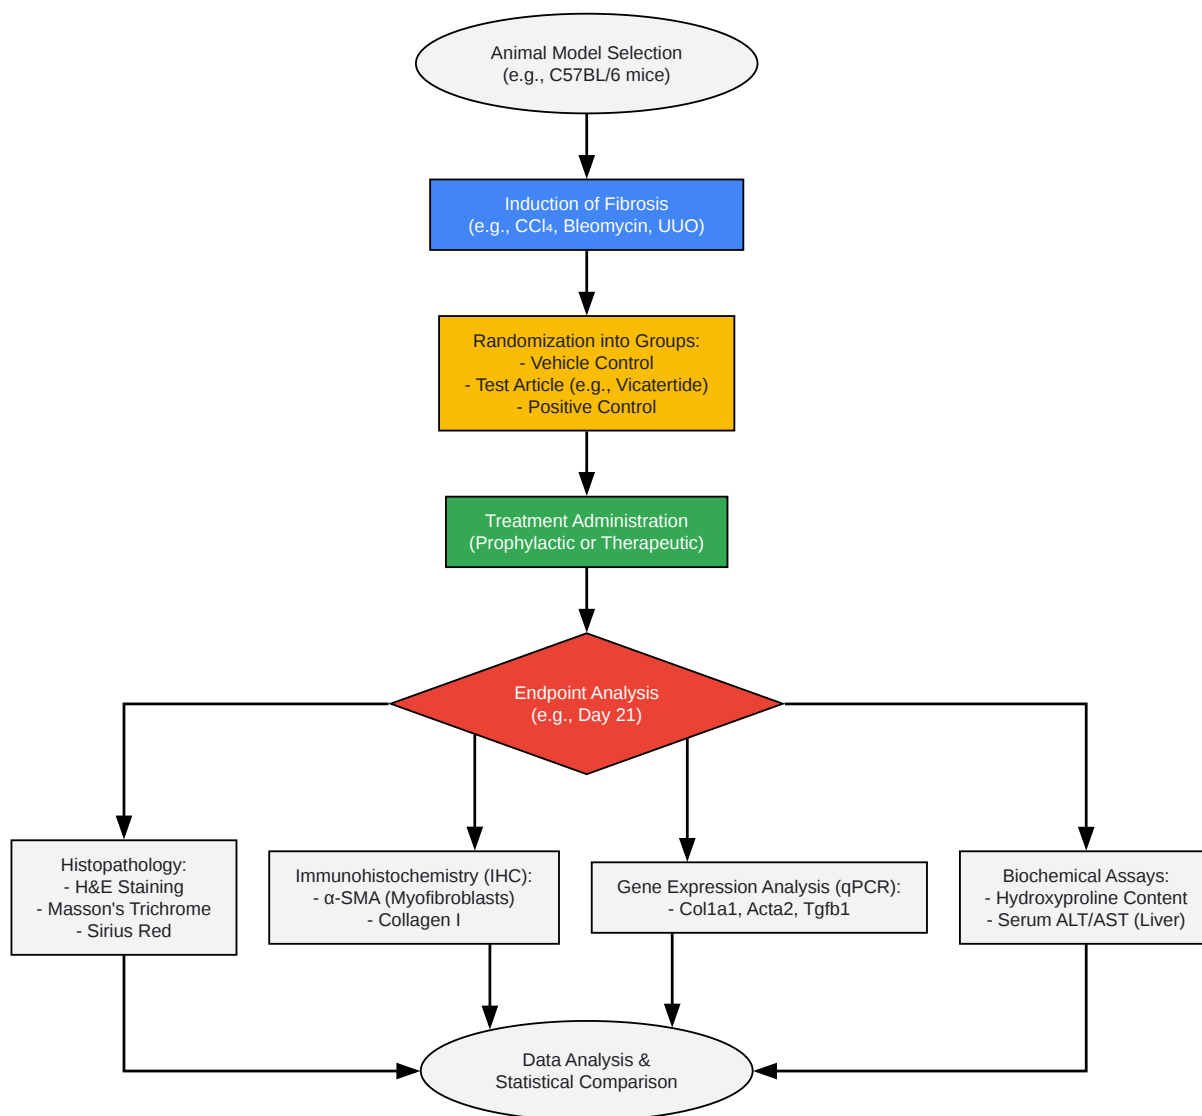 Animal Model Selection
(e.g., C57BL/6 mice)
Induction of Fibrosis
(e.g., CCl₄, Bleomycin, UUO)
Randomization into Groups:
- Vehicle Control
- Test Article (e.g., Vicatertide)
- Positive Control
Treatment Administration
(Prophylactic or Therapeutic)
Endpoint Analysis
(e.g., Day 21)
Histopathology:
- H&E Staining
- Masson's Trichrome
- Sirius Red
Immunohistochemistry (IHC):
- α-SMA (Myofibroblasts)
- Collagen I
Gene Expression Analysis (qPCR):
- Col1a1, Acta2, Tgfb1
Biochemical Assays:
- Hydroxyproline Content
- Serum ALT/AST (Liver)
Data Analysis &
Statistical Comparison